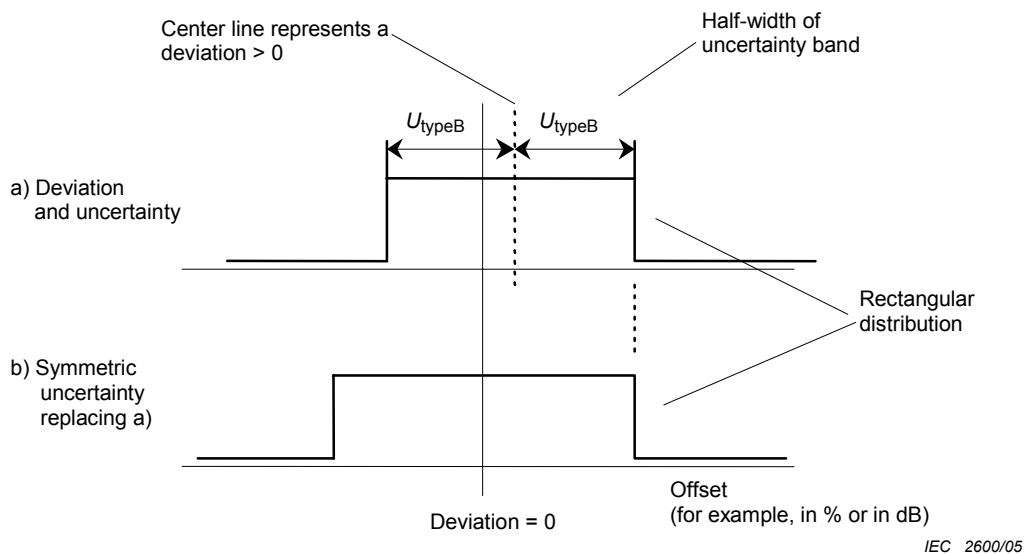 Center line represents a
deviation > 0
Half-width of
uncertainty band
UtypeB
UtypeB
a) Deviation
and uncertainty
Rectangular
distribution
b) Symmetric
uncertainty
replacing a)
Deviation = 0
Offset
(for example, in % or in dB)
IEC 2600/05